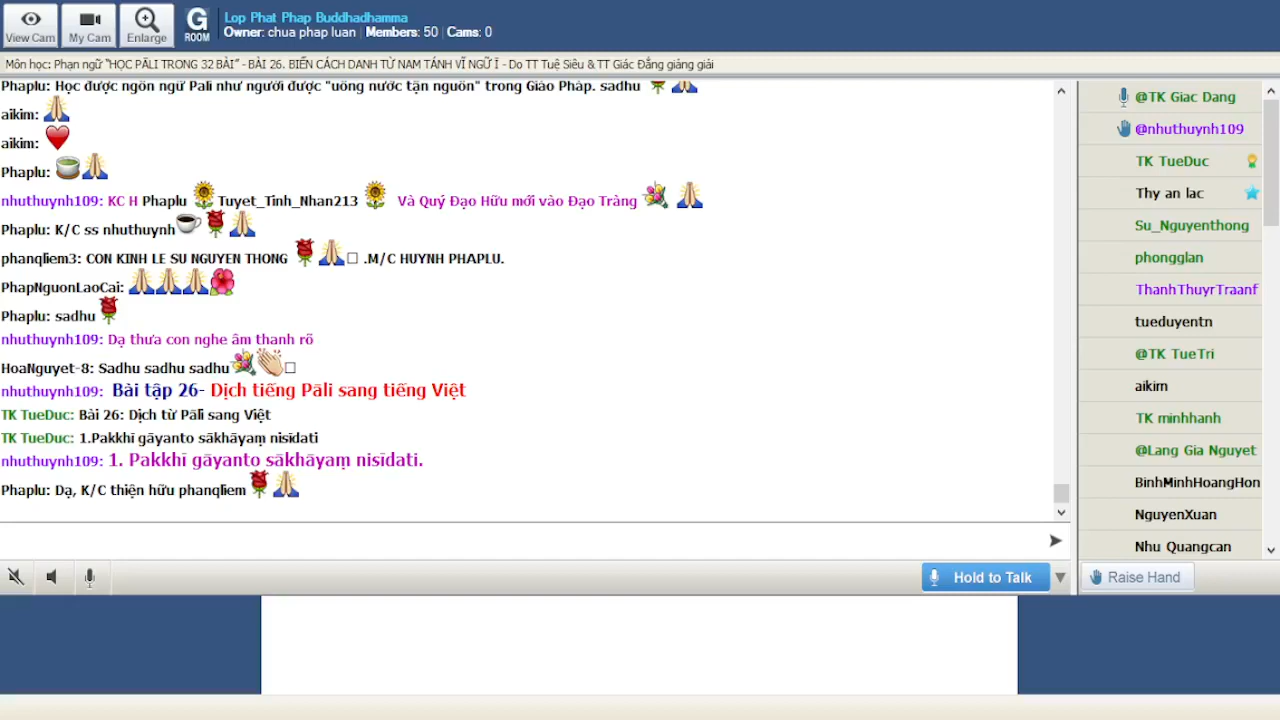 Lop Phat Phap Buddhadhamma
Owner: chua phap luan | Members: 50 | Cams: 0
View Cam
My Cam
Enlarge
G ROOM
Môn học: Phạn ngữ "HỌC PĀLI TRONG 32 BÀI" - BÀI 26. BIẾN CÁCH DANH TỪ NAM TÁNH VĨ NGỮ Ī - Do TT Tuệ Siêu & TT Giác Đẳng giảng giải
Phaplu: Học được ngôn ngữ Pali như người được "uống nước tận nguồn" trong Giáo Pháp. sadhu
aikim:
aikim:
Phaplu:
nhuthuynh109: KC H Phaplu Tuyet_Tinh_Nhan213 Và Quý Đạo Hữu mới vào Đạo Tràng
Phaplu: K/C ss nhuthuynh
phanqliem3: CON KINH LE SU NGUYEN THONG .M/C HUYNH PHAPLU.
PhapNguonLaoCai:
Phaplu: sadhu
nhuthuynh109: Dạ thưa con nghe âm thanh rõ
HoaNguyet-8: Sadhu sadhu sadhu
nhuthuynh109: Bài tập 26- Dịch tiếng Pāli sang tiếng Việt
TK TueDuc: Bài 26: Dịch từ Pāli sang Việt
TK TueDuc: 1.Pakkhī gāyanto sākhāyaṃ nisīdati
nhuthuynh109: 1. Pakkhī gāyanto sākhāyaṃ nisīdati.
Phaplu: Dạ, K/C thiện hữu phanqliem
@TK Giac Dang
@nhuthuynh109
TK TueDuc
Thy an lac
Su_Nguyenthong
phongglan
ThanhThuyrTraanf
tueduyentn
@TK TueTri
aikim
TK minhhanh
@Lang Gia Nguyet
BinhMinhHoangHon
NguyenXuan
Nhu Quangcan
Hold to Talk
Raise Hand